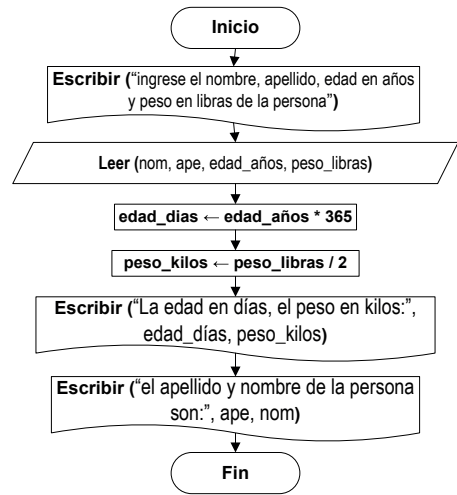 Inicio
Escribir (“ingrese el nombre, apellido, edad en años
y peso en libras de la persona”)
Leer (nom, ape, edad_años, peso_libras)
edad_dias ← edad_años * 365
peso_kilos ← peso_libras / 2
Escribir (“La edad en días, el peso en kilos:”,
edad_días, peso_kilos)
Escribir (“el apellido y nombre de la persona
son:”, ape, nom)
Fin